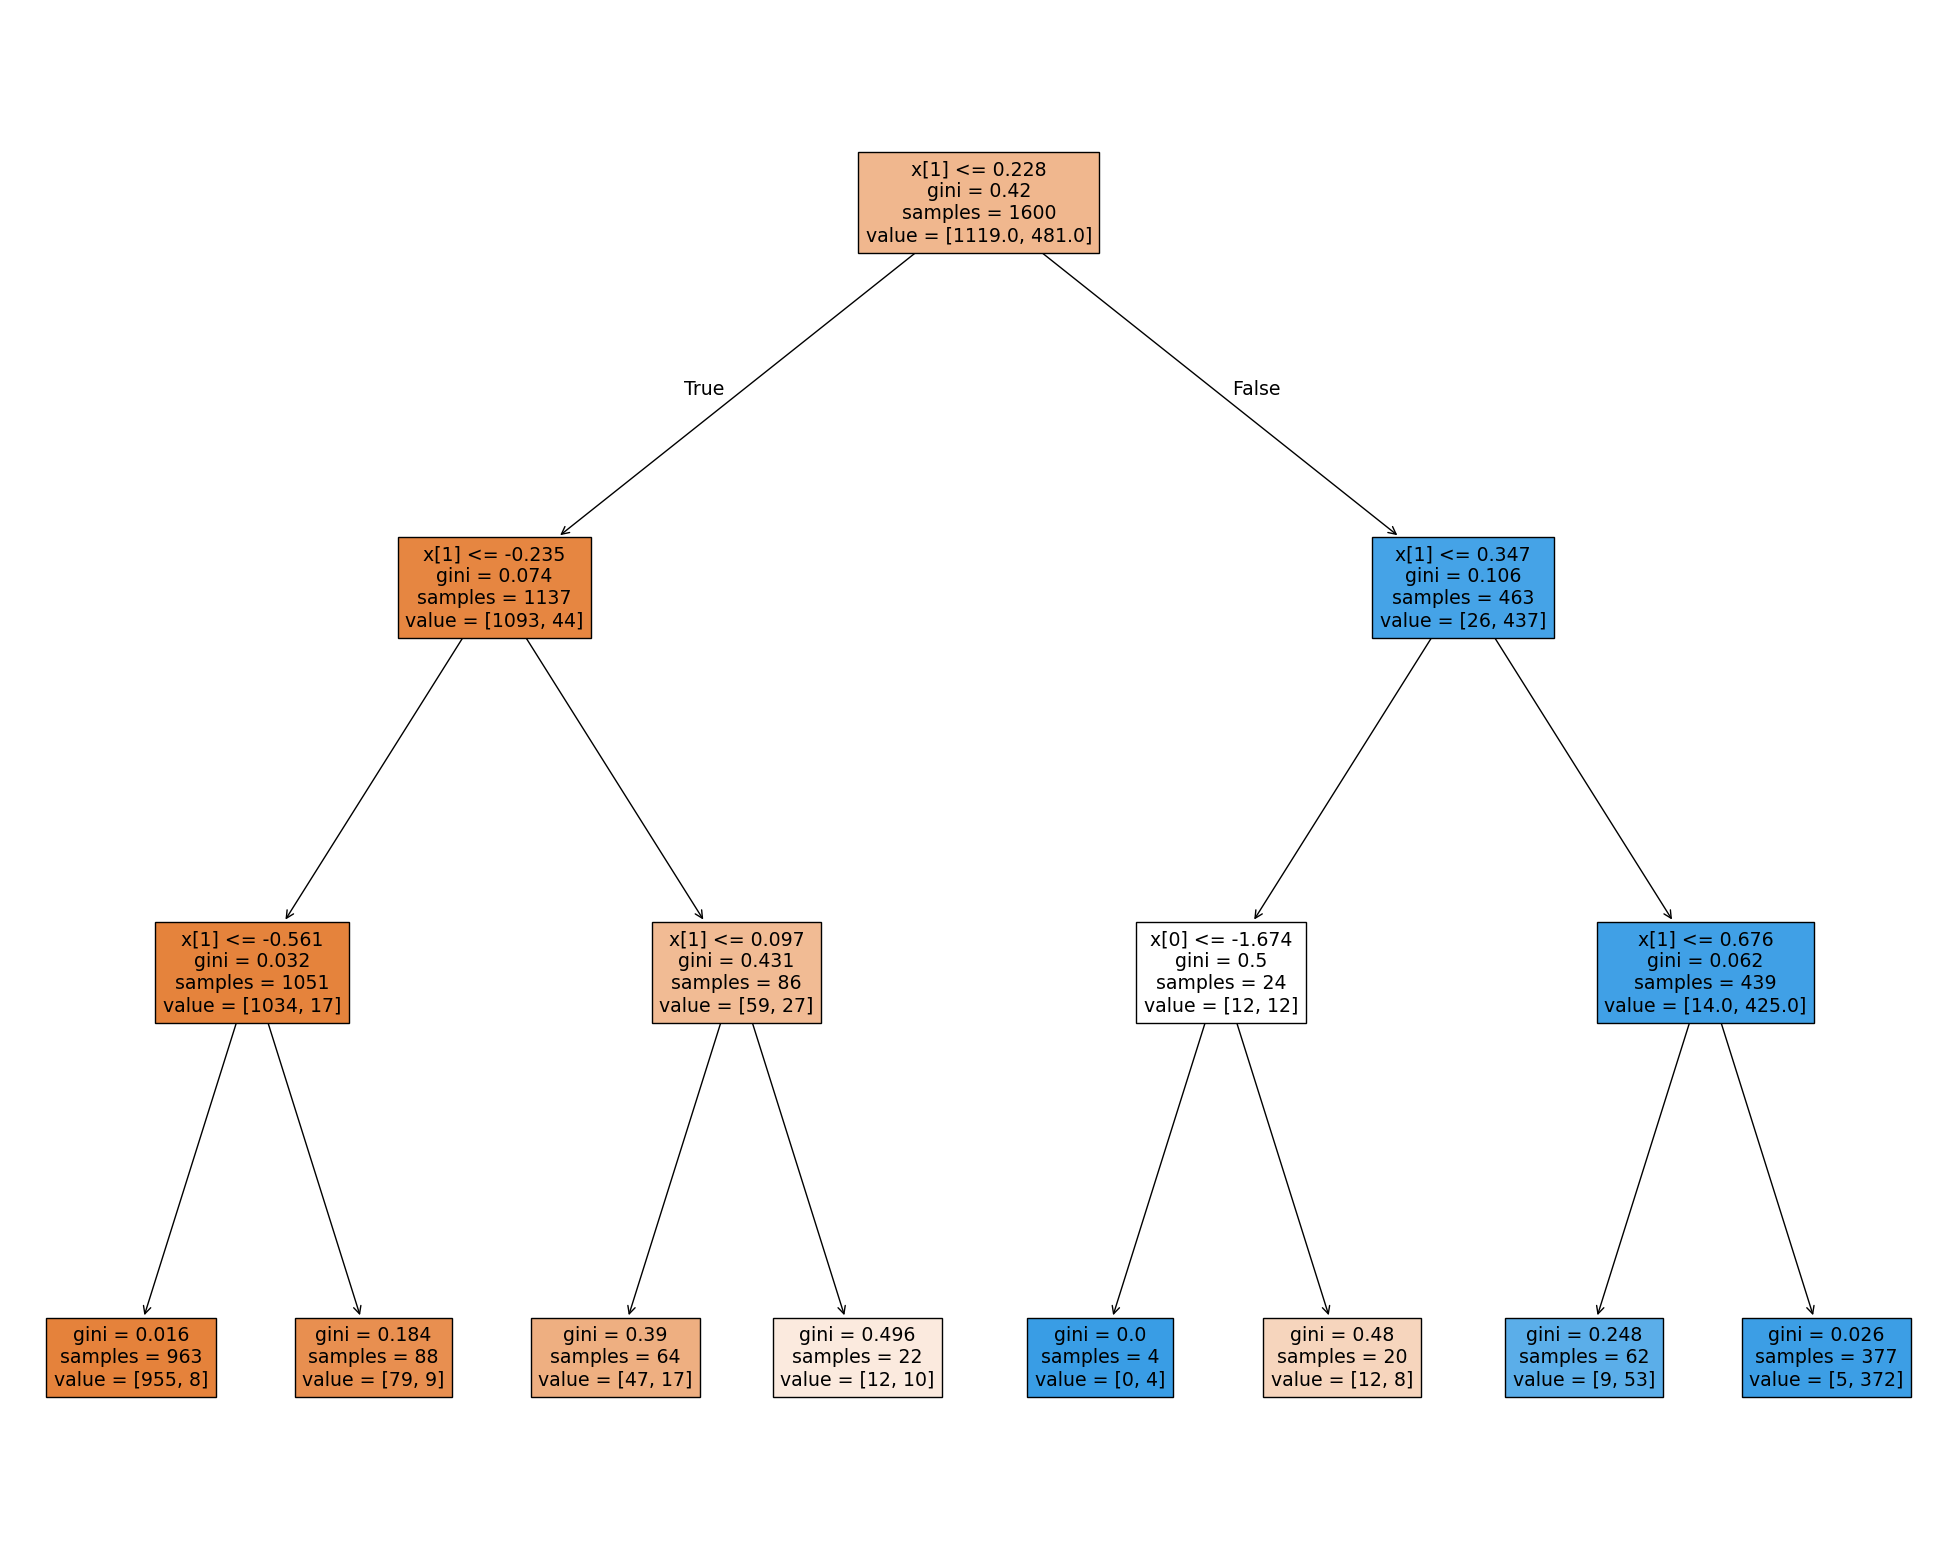 x[1] <= 0.228
gini = 0.42
samples = 1600
value = [1119.0, 481.0]
True
False
x[1] <= -0.235
gini = 0.074
samples = 1137
value = [1093, 44]
x[1] <= 0.347
gini = 0.106
samples = 463
value = [26, 437]
x[1] <= -0.561
gini = 0.032
samples = 1051
value = [1034, 17]
x[1] <= 0.097
gini = 0.431
samples = 86
value = [59, 27]
x[0] <= -1.674
gini = 0.5
samples = 24
value = [12, 12]
x[1] <= 0.676
gini = 0.062
samples = 439
value = [14.0, 425.0]
gini = 0.016
samples = 963
value = [955, 8]
gini = 0.184
samples = 88
value = [79, 9]
gini = 0.39
samples = 64
value = [47, 17]
gini = 0.496
samples = 22
value = [12, 10]
gini = 0.0
samples = 4
value = [0, 4]
gini = 0.48
samples = 20
value = [12, 8]
gini = 0.248
samples = 62
value = [9, 53]
gini = 0.026
samples = 377
value = [5, 372]